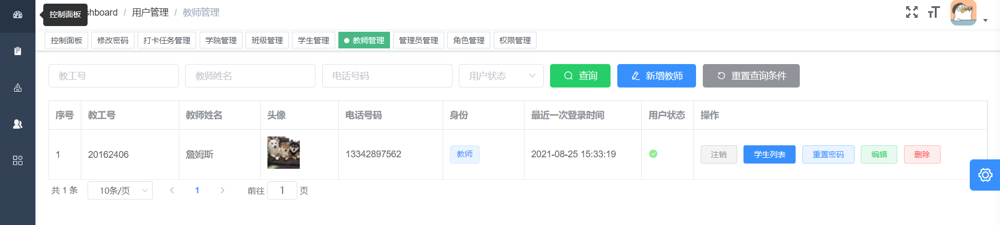 控制面板 shboard / 用户管理 / 教师管理
控制面板 修改密码 打卡任务管理 学院管理 班级管理 学生管理 教师管理 管理员管理 角色管理 权限管理
教工号 教师姓名 电话号码 用户状态 查询 新增教师 重置查询条件
序号 教工号 教师姓名 头像 电话号码 身份 最近一次登录时间 用户状态 操作
1 20162406 詹姆斯 13342897562 教师 2021-08-25 15:33:19 注销 学生列表 重置密码 编辑 删除
共 1 条 10条/页 1 前往 1 页